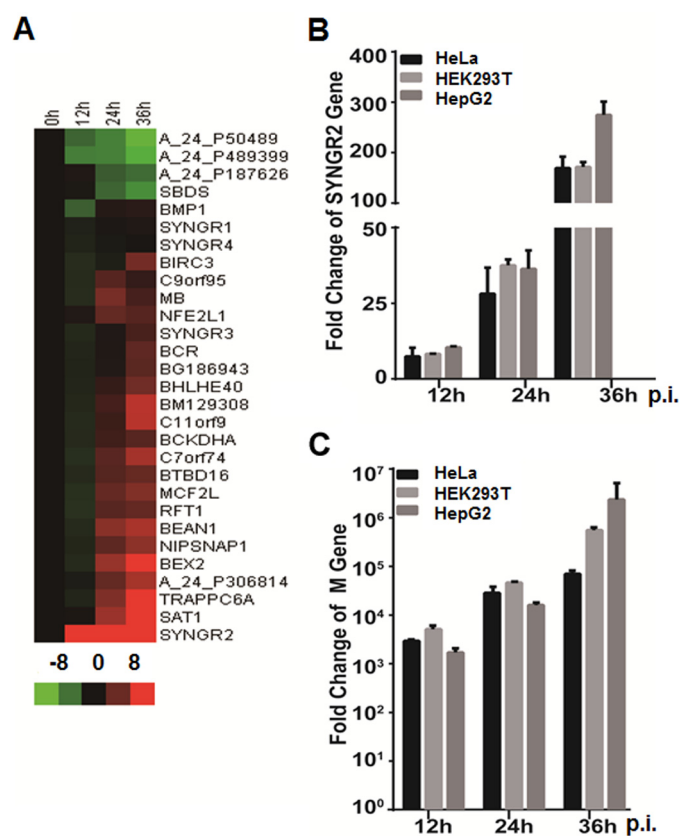 A
0h 12h 24h 36h
A_24_P50489
A_24_P489399
A_24_P187626
SBDS
BMP1
SYNGR1
SYNGR4
BIRC3
C9orf95
MB
NFE2L1
SYNGR3
BCR
BG186943
BHLHE40
BM129308
C11orf9
BCKDHA
C7orf74
BTBD16
MCF2L
RFT1
BEAN1
NIPSNAP1
BEX2
A_24_P306814
TRAPPC6A
SAT1
SYNGR2
-8 0 8
B
Fold Change of SYNGR2 Gene
400
300
200
100
50
25
0
HeLa
HEK293T
HepG2
12h 24h 36h p.i.
C
Fold Change of M Gene
10⁷
10⁶
10⁵
10⁴
10³
10²
10¹
10⁰
HeLa
HEK293T
HepG2
12h 24h 36h p.i.